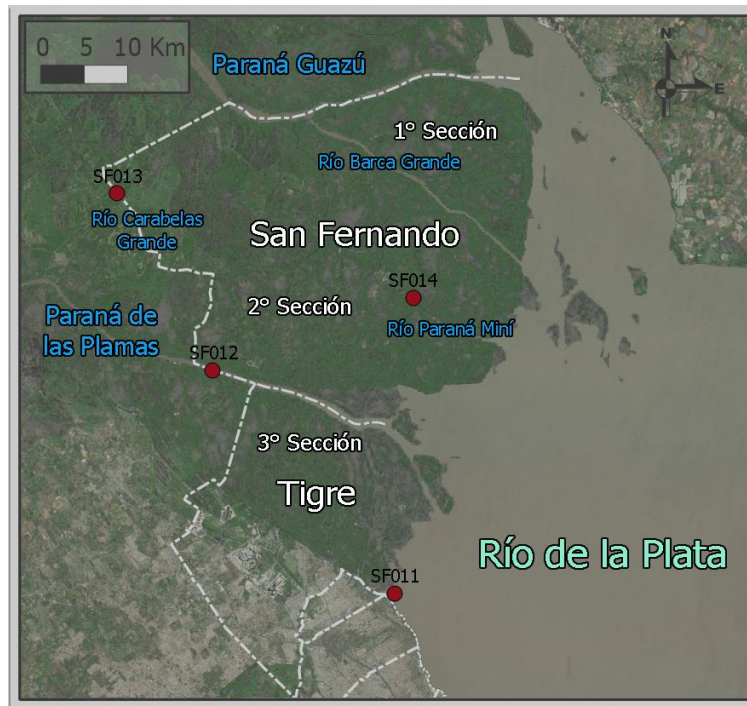 0 5 10 Km
Paraná Guazú
N
E
1° Sección
Río Barca Grande
SF013
Río Carabelas
Grande
San Fernando
SF014
2° Sección
Paraná de
las Plamas
Río Paraná Miní
SF012
3° Sección
Tigre
Río de la Plata
SF011